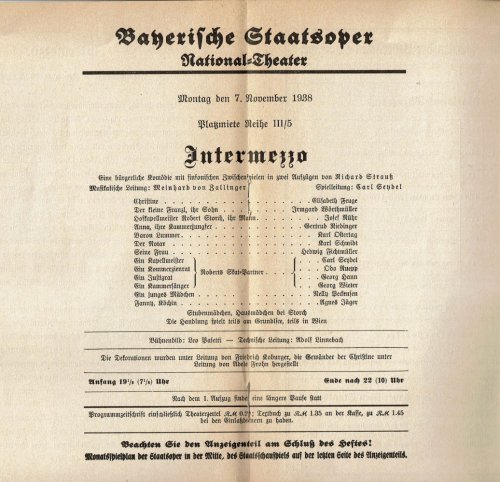 Bayerische Staatsoper
National-Theater
Montag den 7. November 1938
Platzmiete Reihe III/5
Intermezzo
Eine bürgerliche Komödie mit sinfonischen Zwischenspielen in zwei Aufzügen von Richard Strauß
Musikalische Leitung: Meinhard von Zallinger Spielleitung: Carl Seydel
Christine Elisabeth Feuge
Der kleine Franzl, ihr Sohn Irmgard Wörthmüller
Hofkapellmeister Robert Storch, ihr Mann Josef Rühr
Anna, ihre Kammerjungfer Gertrud Riedinger
Baron Lummer Karl Ostertag
Der Notar Karl Schmidt
Seine Frau Hedwig Fichtmüller
Ein Kapellmeister Carl Seydel
Ein Kommerzienrat Odo Ruepp
Roberts Skat-Partner
Ein Justizrat Georg Hann
Ein Kammersänger Georg Wieter
Ein junges Mädchen Nelly Peckensen
Fanny, Köchin Agnes Jäger
Stubenmädchen, Hausmädchen bei Storch
Die Handlung spielt teils am Grundlsee, teils in Wien
Bühnenbild: Leo Pasetti — Technische Leitung: Adolf Linnebach
Die Dekorationen wurden unter Leitung von Friedrich Koburger, die Gewänder der Christine unter
Leitung von Adele Frohn hergestellt
Anfang 19½ (7½) Uhr Ende nach 22 (10) Uhr
Nach dem 1. Aufzug findet eine längere Pause statt
Programmzeitschrift einschließlich Theaterzettel RM; Textbuch zu RM 1.35 an der Kasse, zu RM 1.45
bei den Einlaßdienern zu haben.
Beachten Sie den Anzeigenteil am Schluß des Heftes!
Monatsspielplan der Staatsoper in der Mitte, des Staatsschauspiels auf der letzten Seite des Anzeigenteils.